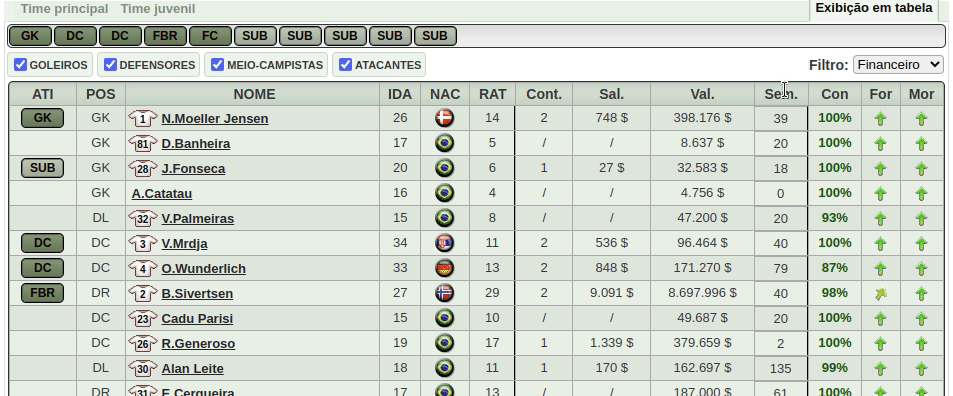 Time principal Time juvenil Exibição em tabela
GK DC DC FBR FC SUB SUB SUB SUB SUB
GOLEIROS DEFENSORES MEIO-CAMPISTAS ATACANTES Filtro: Financeiro
ATI POS NOME IDA NAC RAT Cont. Sal. Val. Sem. Con For Mor
GK GK 1 N.Moeller Jensen 26 14 2 748 $ 398.176 $ 39 100%
GK 81 D.Banheira 17 5 / / 8.637 $ 20 100%
SUB GK 28 J.Fonseca 20 6 1 27 $ 32.583 $ 18 100%
GK A.Catatau 16 4 / / 4.756 $ 0 100%
DL 32 V.Palmeiras 15 8 / / 47.200 $ 20 93%
DC DC 3 V.Mrdja 34 11 2 536 $ 96.464 $ 40 100%
DC DC 4 O.Wunderlich 33 13 2 848 $ 171.270 $ 79 87%
FBR DR 2 B.Sivertsen 27 29 2 9.091 $ 8.697.996 $ 40 98%
DC 23 Cadu Parisi 15 10 / / 49.687 $ 20 100%
DC 26 R.Generoso 19 17 1 1.339 $ 379.659 $ 2 100%
DL 30 Alan Leite 18 11 1 170 $ 162.697 $ 135 99%
DR 31 F.Cerqueira 17 13 / / 187.000 $ 61 100%